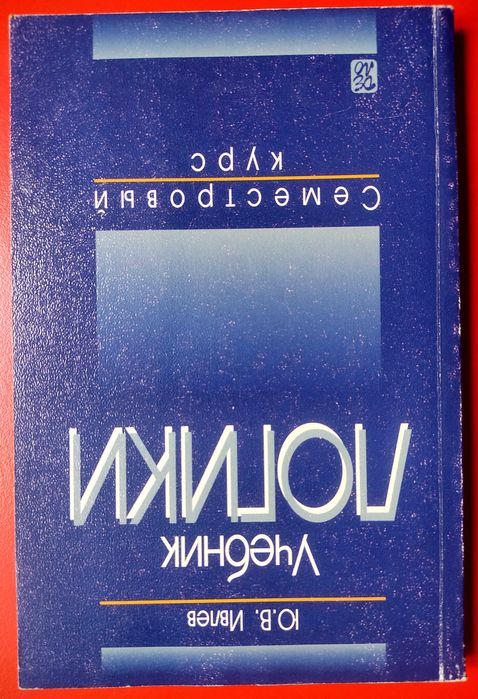 Ю.В. Ивлев
Учебник
ЛОГИКИ
Семестровый
курс